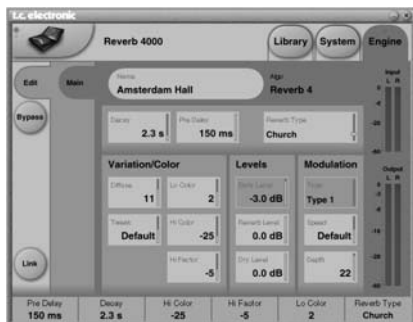 t.c. electronic
Reverb 4000
Library
System
Engine
Edit
Main
Name
Algo
Input
L R
Amsterdam Hall
Reverb 4
Bypass
Decay
Pre Delay
Reverb Type
2.3 s
150 ms
Church
Output
L R
Variation/Color
Levels
Modulation
Diffuse
Lo Color
Type
11
2
-3.0 dB
Type 1
Tweak
Hi Color
Reverb Level
Speed
Default
-25
0.0 dB
Default
Hi Factor
Dry Level
Depth
-5
0.0 dB
22
Link
Pre Delay
Decay
Hi Color
Hi Factor
Lo Color
Reverb Type
150 ms
2.3 s
-25
-5
2
Church